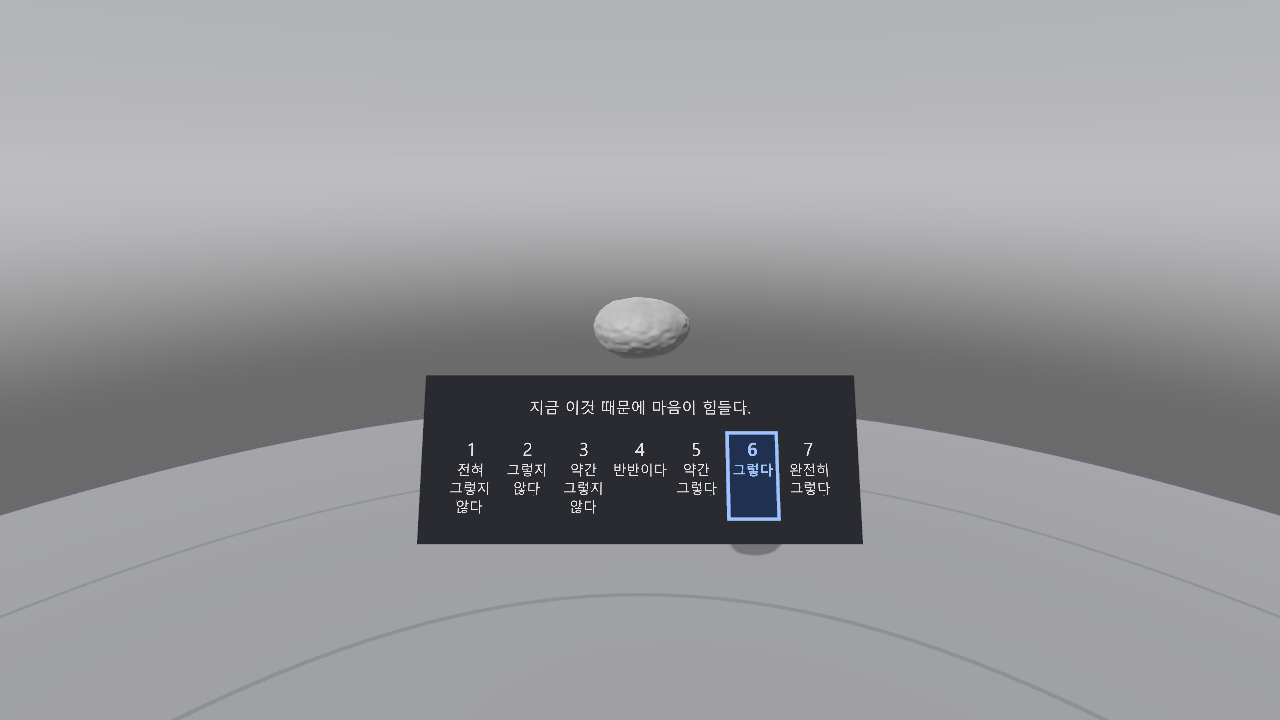 지금 이것 때문에 마음이 힘들다.
1 2 3 4 5 6 7
전혀 그렇지 않다
그렇지 않다
약간 그렇지 않다
반반이다
약간 그렇다
그렇다
완전히 그렇다